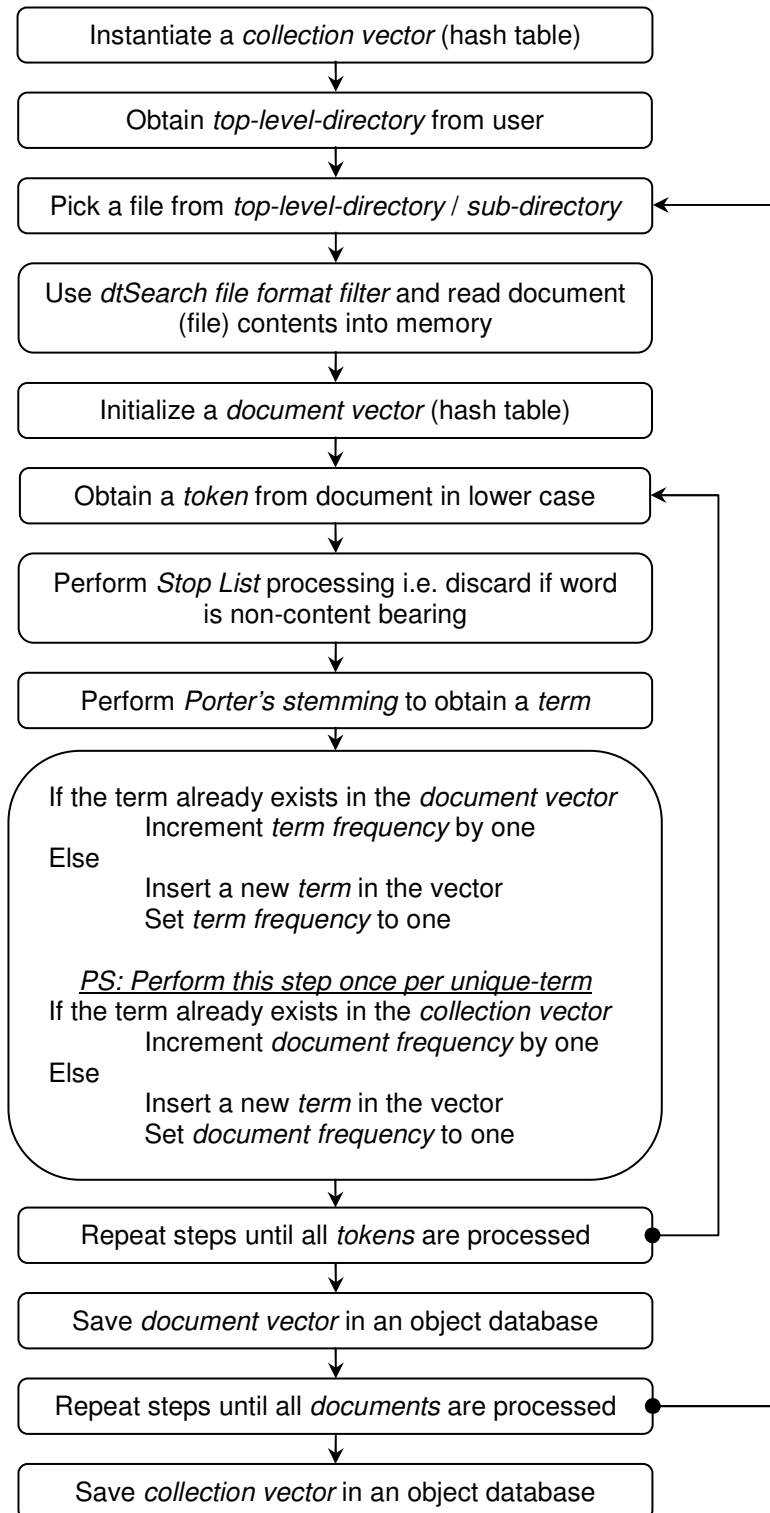 Instantiate a collection vector (hash table)
Obtain top-level-directory from user
Pick a file from top-level-directory / sub-directory
Use dtSearch file format filter and read document
(file) contents into memory
Initialize a document vector (hash table)
Obtain a token from document in lower case
Perform Stop List processing i.e. discard if word
is non-content bearing
Perform Porter's stemming to obtain a term
If the term already exists in the document vector
Increment term frequency by one
Else
Insert a new term in the vector
Set term frequency to one
PS: Perform this step once per unique-term
If the term already exists in the collection vector
Increment document frequency by one
Else
Insert a new term in the vector
Set document frequency to one
Repeat steps until all tokens are processed
Save document vector in an object database
Repeat steps until all documents are processed
Save collection vector in an object database